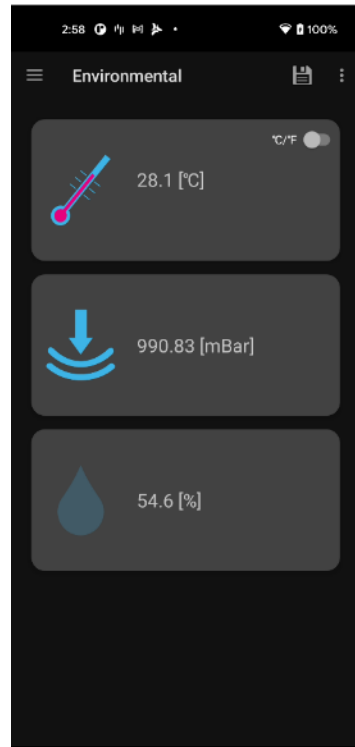 2:58 100%
Environmental
℃/℉
28.1 [℃]
990.83 [mBar]
54.6 [%]